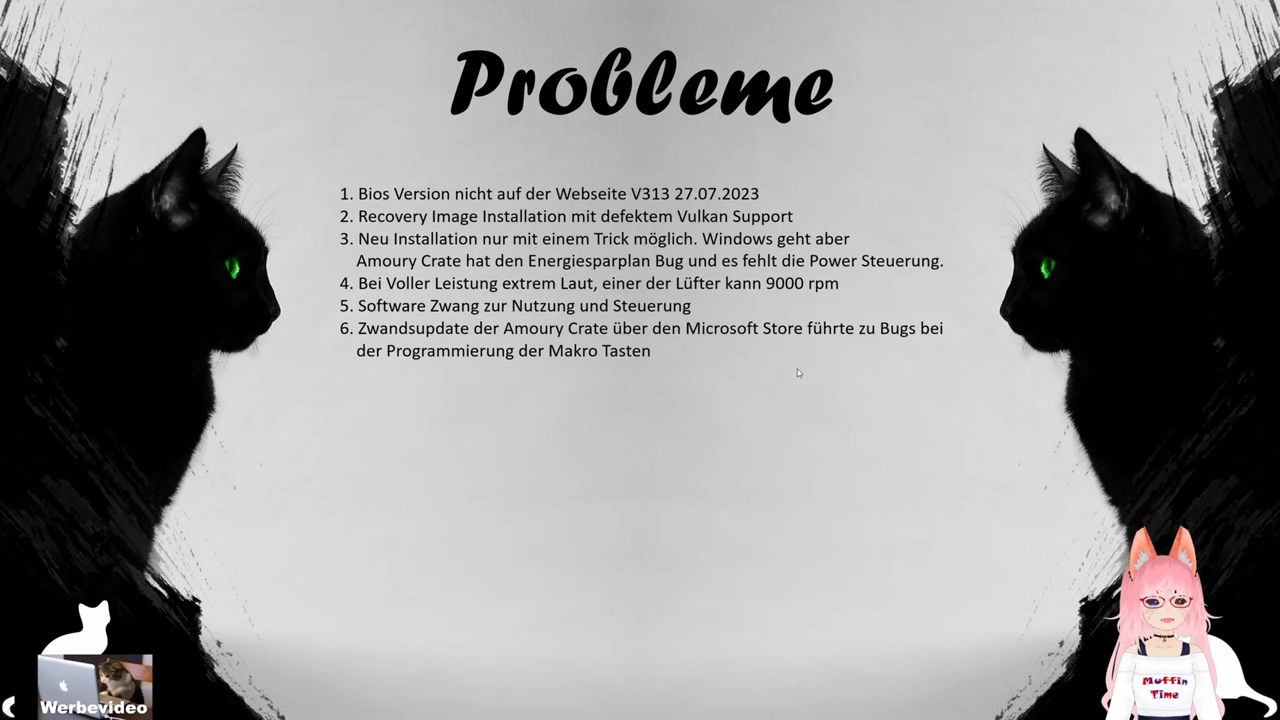 Probleme
1. Bios Version nicht auf der Webseite V313 27.07.2023
2. Recovery Image Installation mit defektem Vulkan Support
3. Neu Installation nur mit einem Trick möglich. Windows geht aber
Amoury Crate hat den Energiesparplan Bug und es fehlt die Power Steuerung.
4. Bei Voller Leistung extrem Laut, einer der Lüfter kann 9000 rpm
5. Software Zwang zur Nutzung und Steuerung
6. Zwandsupdate der Amoury Crate über den Microsoft Store führte zu Bugs bei
der Programmierung der Makro Tasten
Werbevideo
Muffin
Time